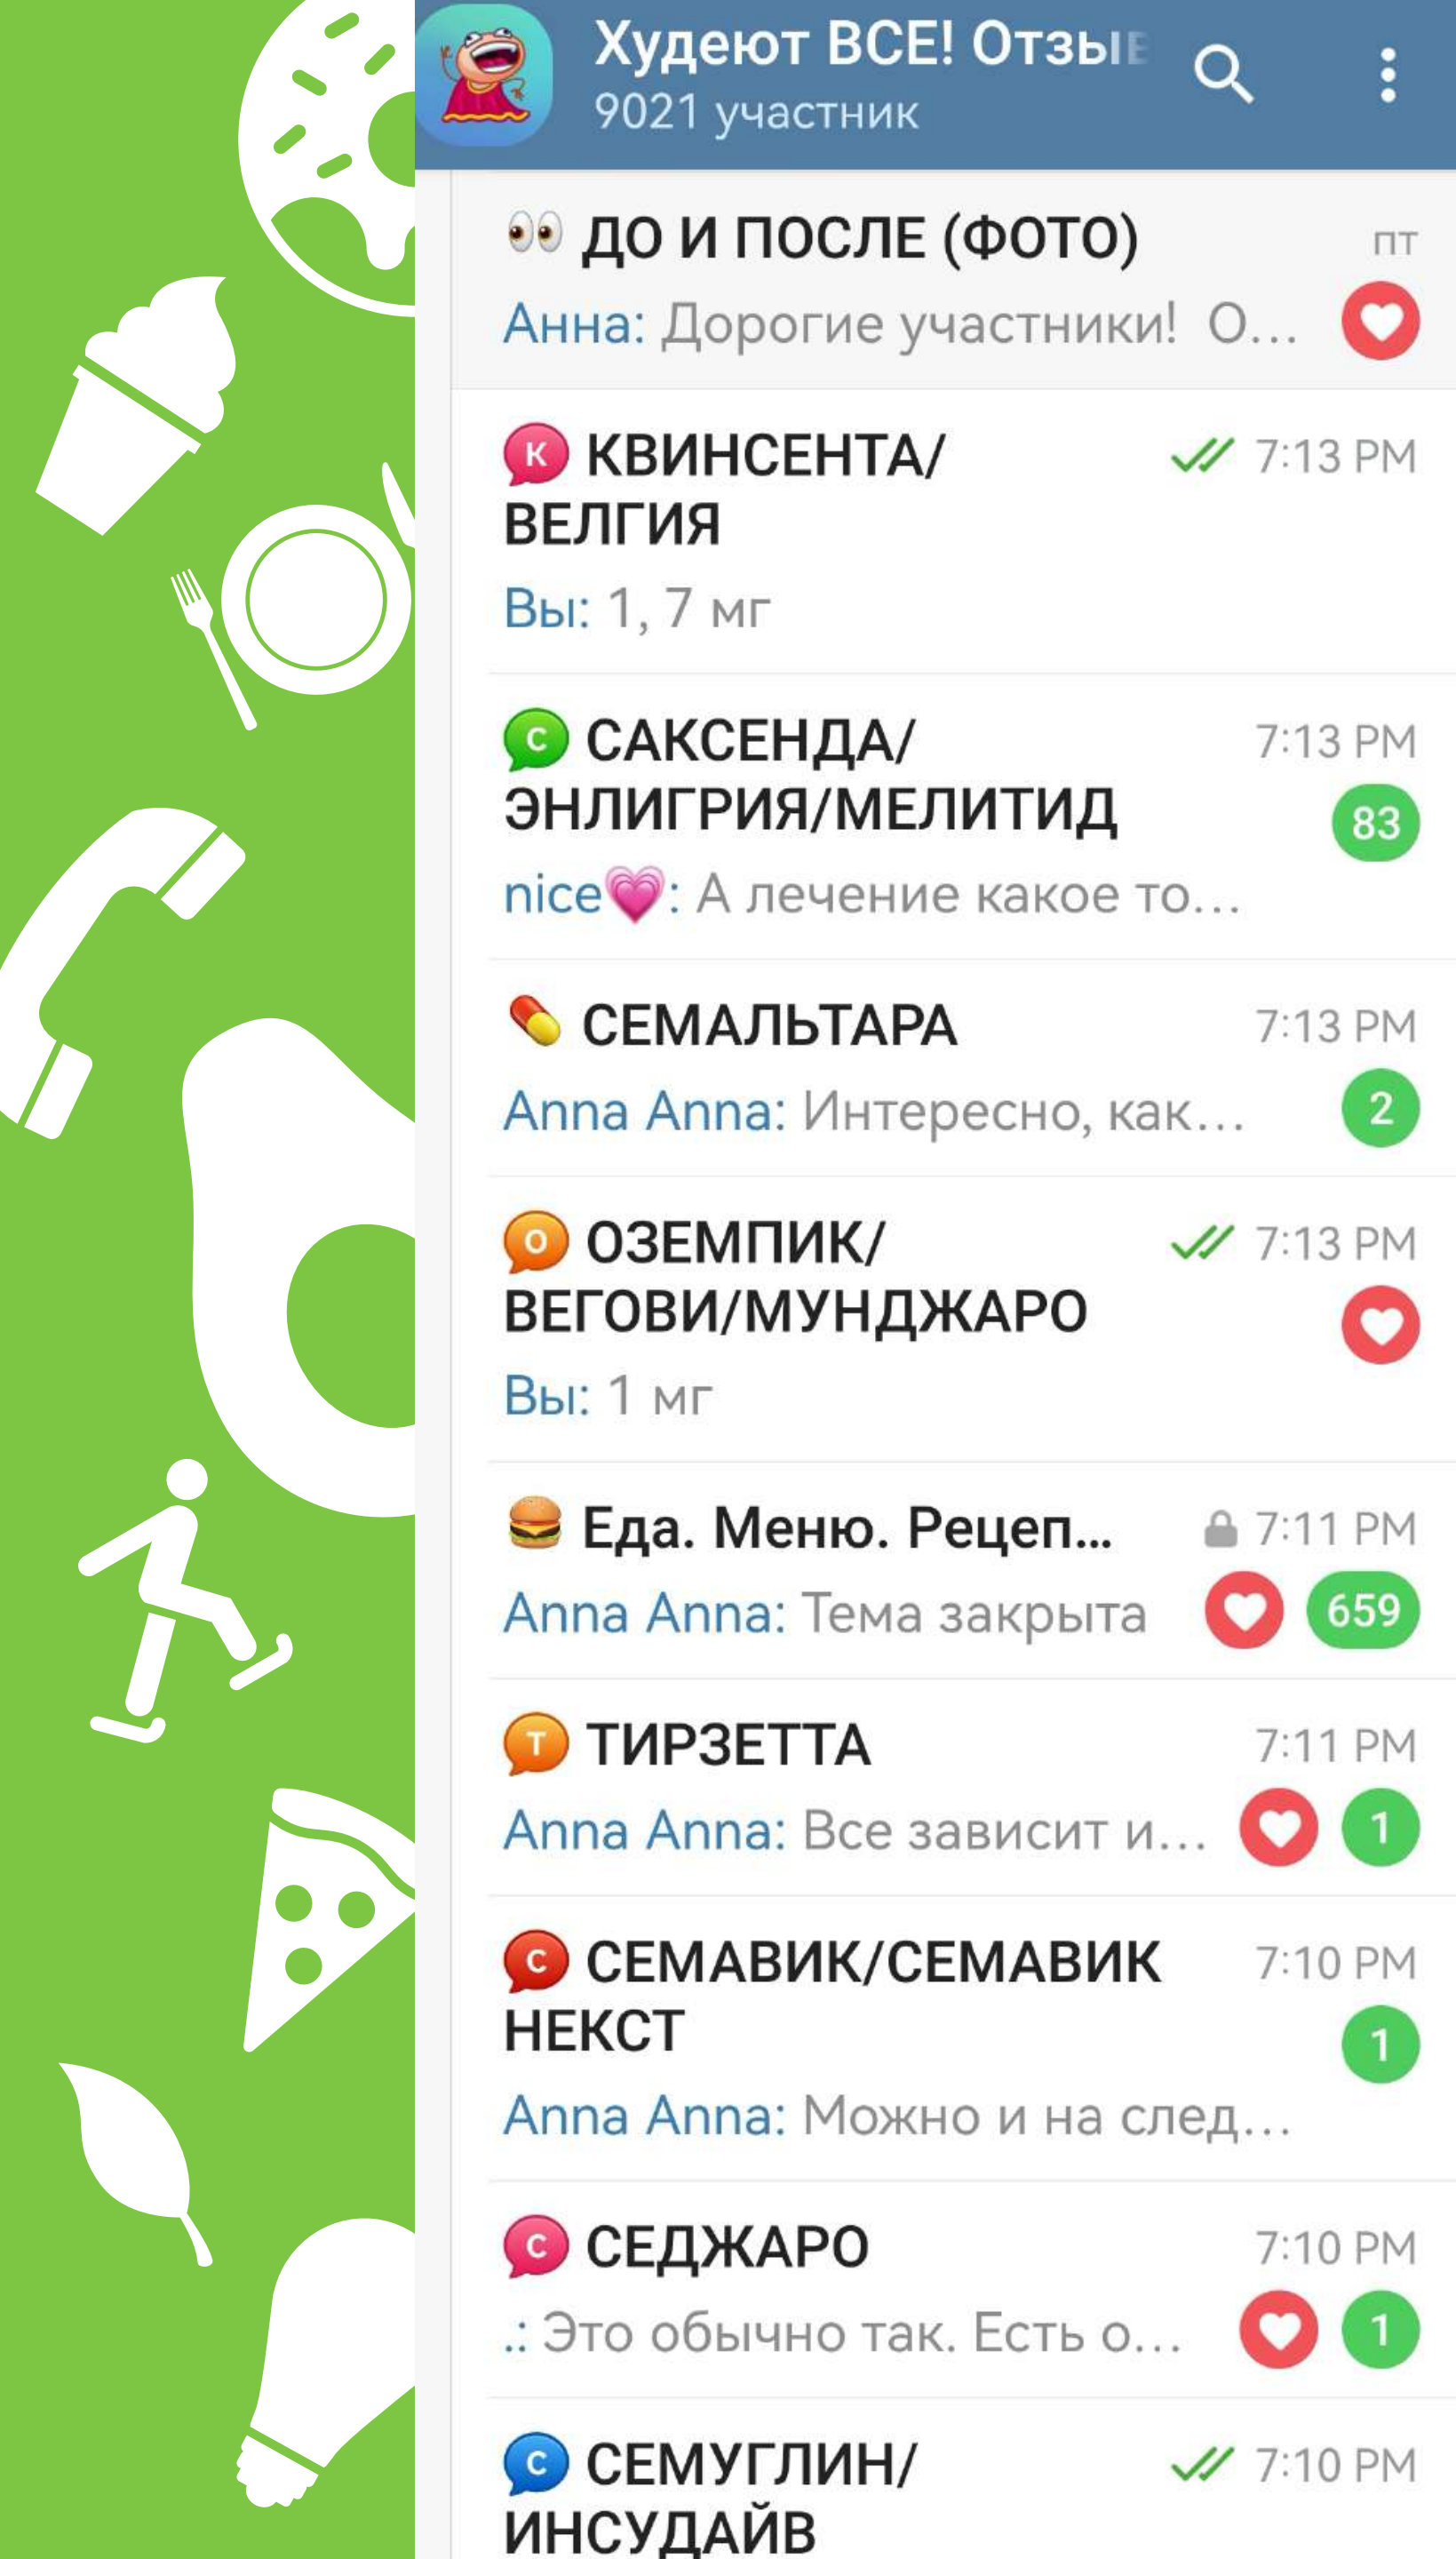 Худеют ВСЕ! Отзыв
9021 участник
ДО И ПОСЛЕ (ФОТО)
пт
Анна: Дорогие участники! О...
К КВИНСЕНТА/
7:13 PM
ВЕЛГИЯ
Вы: 1, 7 мг
С САКСЕНДА/
7:13 PM
ЭНЛИГРИЯ/МЕЛИТИД
83
nice💗: А лечение какое то...
СЕМАЛЬТАРА
7:13 PM
Anna Anna: Интересно, как...
2
О ОЗЕМПИК/
7:13 PM
ВЕГОВИ/МУНДЖАРО
Вы: 1 мг
Еда. Меню. Рецеп...
7:11 PM
Anna Anna: Тема закрыта
659
Т ТИРЗЕТТА
7:11 PM
Anna Anna: Все зависит и...
1
С СЕМАВИК/СЕМАВИК
7:10 PM
НЕКСТ
1
Anna Anna: Можно и на след...
С СЕДЖАРО
7:10 PM
.: Это обычно так. Есть о...
1
С СЕМУГЛИН/
7:10 PM
ИНСУДАЙВ